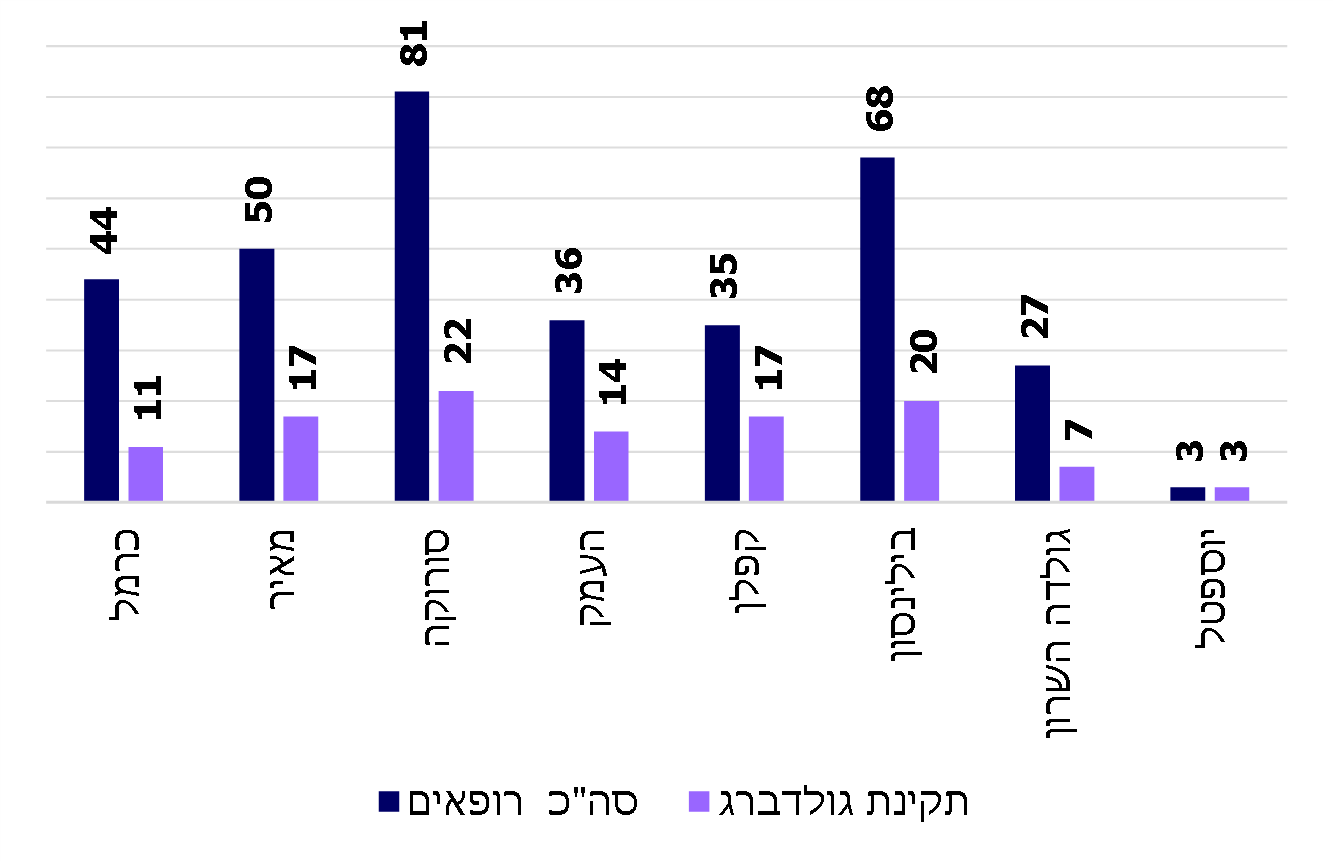 44
11
50
17
81
22
36
14
35
17
68
20
27
7
3
3
כרמל
מאיר
סורוקה
העמק
קפלן
בילינסון
גולדה השרון
יוספטל
סה"כ רופאים
תקינת גולדברג